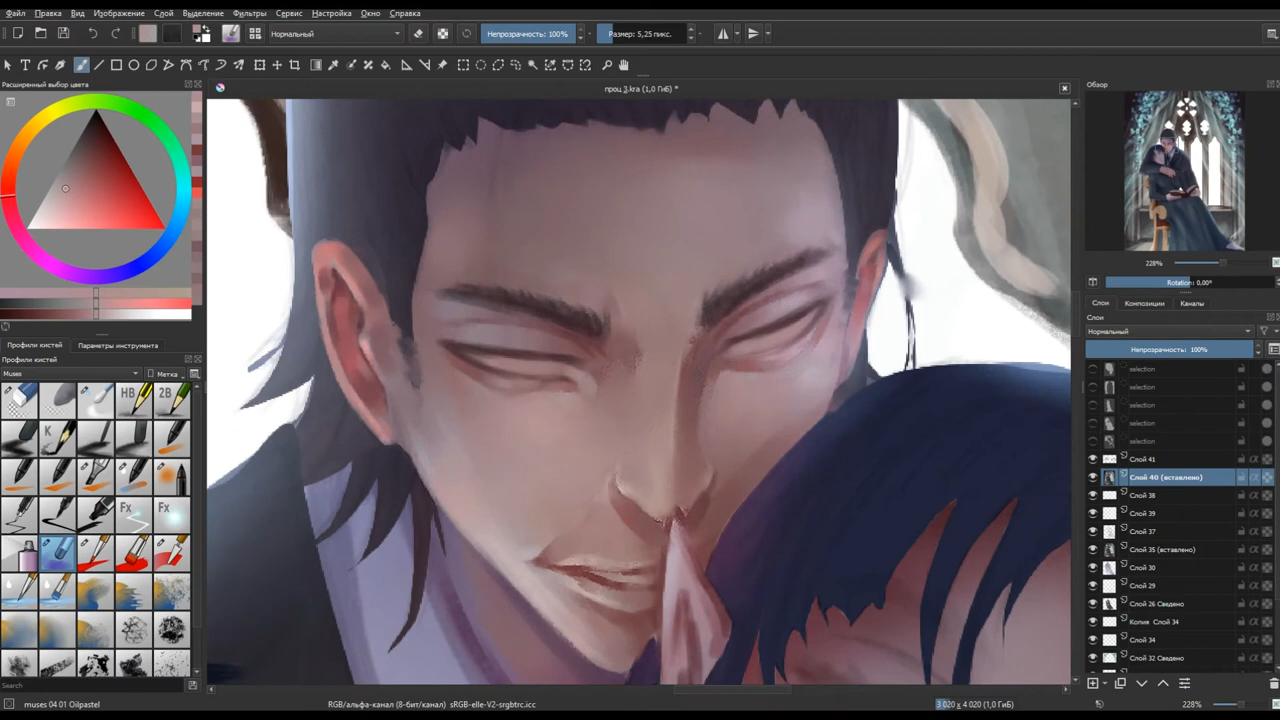 Файл Правка Вид Изображение Слой Выделение Фильтры Сервис Настройка Окно Справка
Нормальный Непрозрачность: 100% Размер: 5,25 пикс.
Расширенный выбор цвета
проц 3.kra (1,0 ГиБ) *
Обзор
228%
Rotation: 0,00°
Слои Композиции Каналы
Слои
Нормальный
Непрозрачность: 100%
selection
selection
selection
selection
selection
Слой 41
Слой 40 (вставлено)
Слой 38
Слой 39
Слой 37
Слой 35 (вставлено)
Слой 30
Слой 29
Слой 26 Сведено
Копия Слой 34
Слой 34
Слой 32 Сведено
Профили кистей Параметры инструмента
Профили кистей
Muses Метка
HB 2B
K
Fx Fx
Search
muses 04 01 Oilpastel RGB/альфа-канал (8-бит/канал) sRGB-elle-V2-srgbtrc.icc 3 020 x 4 020 (1,0 ГиБ) 228%